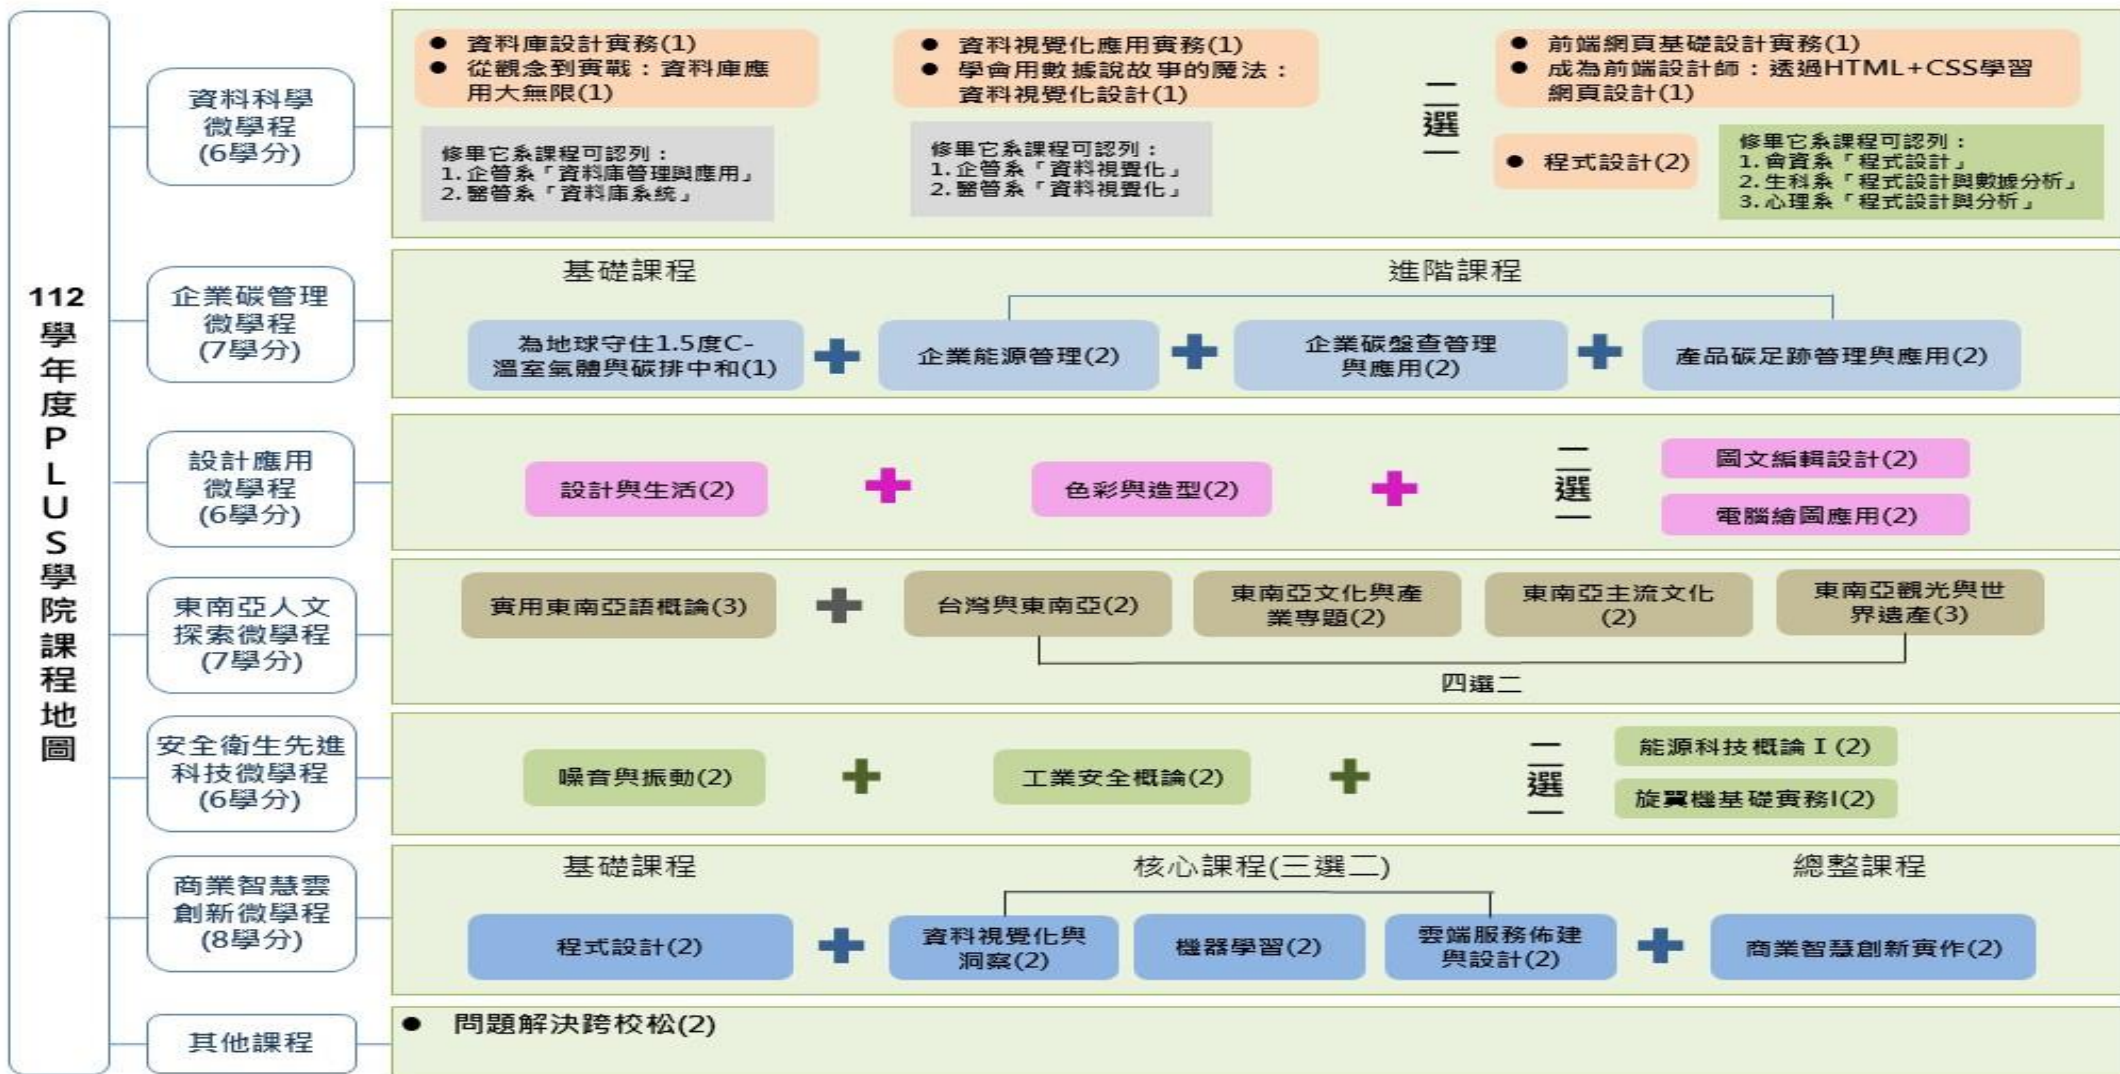 112
學
年
度
P
L
U
S
學
院
課
程
地
圖
資料科學
微學程
(6學分)
● 資料庫設計實務(1)
● 從觀念到實戰：資料庫應
用大無限(1)
修畢它系課程可認列：
1. 企管系「資料庫管理與應用」
2. 醫管系「資料庫系統」
● 資料視覺化應用實務(1)
● 學會用數據說故事的魔法：
資料視覺化設計(1)
修畢它系課程可認列：
1. 企管系「資料視覺化」
2. 醫管系「資料視覺化」
二
選
一
● 前端網頁基礎設計實務(1)
● 成為前端設計師：透過HTML+CSS學習
網頁設計(1)
● 程式設計(2)
修畢它系課程可認列：
1. 會資系「程式設計」
2. 生科系「程式設計與數據分析」
3. 心理系「程式設計與分析」
企業碳管理
微學程
(7學分)
基礎課程
進階課程
為地球守住1.5度C-
溫室氣體與碳排中和(1)
企業能源管理(2)
企業碳盤查管理
與應用(2)
產品碳足跡管理與應用(2)
設計應用
微學程
(6學分)
設計與生活(2)
色彩與造型(2)
二
選
一
圖文編輯設計(2)
電腦繪圖應用(2)
東南亞人文
探索微學程
(7學分)
實用東南亞語概論(3)
台灣與東南亞(2)
東南亞文化與產
業專題(2)
東南亞主流文化
(2)
東南亞觀光與世
界遺產(3)
四選二
安全衛生先進
科技微學程
(6學分)
噪音與振動(2)
工業安全概論(2)
二
選
一
能源科技概論Ⅰ(2)
旋翼機基礎實務I(2)
商業智慧雲
創新微學程
(8學分)
基礎課程
核心課程(三選二)
總整課程
程式設計(2)
資料視覺化與
洞察(2)
機器學習(2)
雲端服務佈建
與設計(2)
商業智慧創新實作(2)
其他課程
● 問題解決跨校松(2)